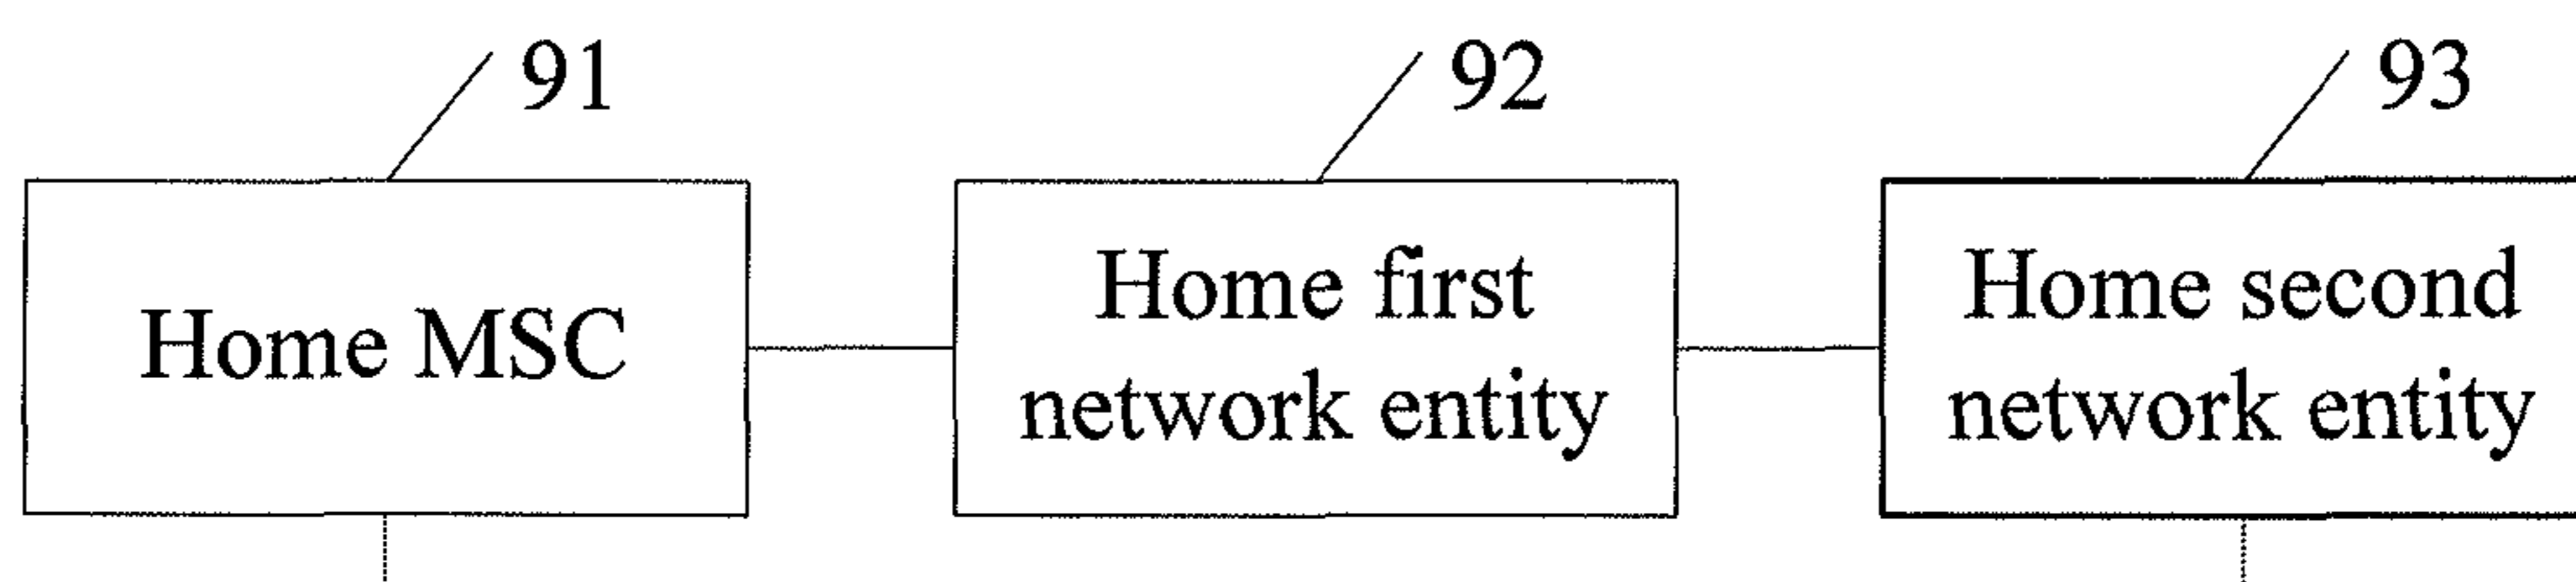 91
92
93
Home MSC
Home first
network entity
Home second
network entity